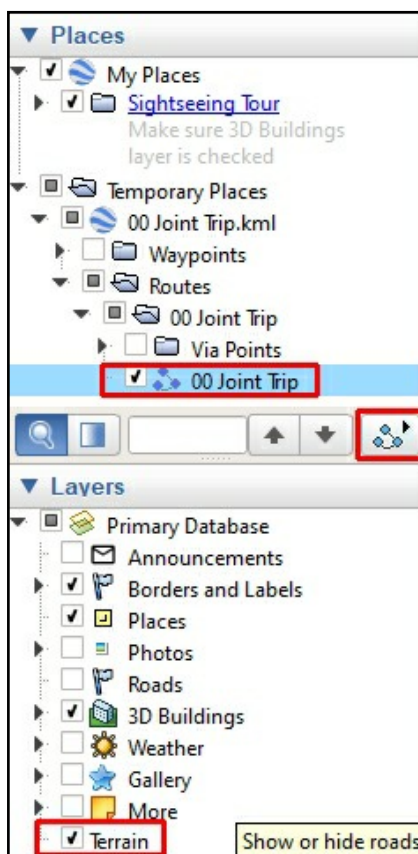 Places
My Places
Sightseeing Tour
Make sure 3D Buildings
layer is checked
Temporary Places
00 Joint Trip.kml
Waypoints
Routes
00 Joint Trip
Via Points
00 Joint Trip
Layers
Primary Database
Announcements
Borders and Labels
Places
Photos
Roads
3D Buildings
Weather
Gallery
More
Terrain
Show or hide roads